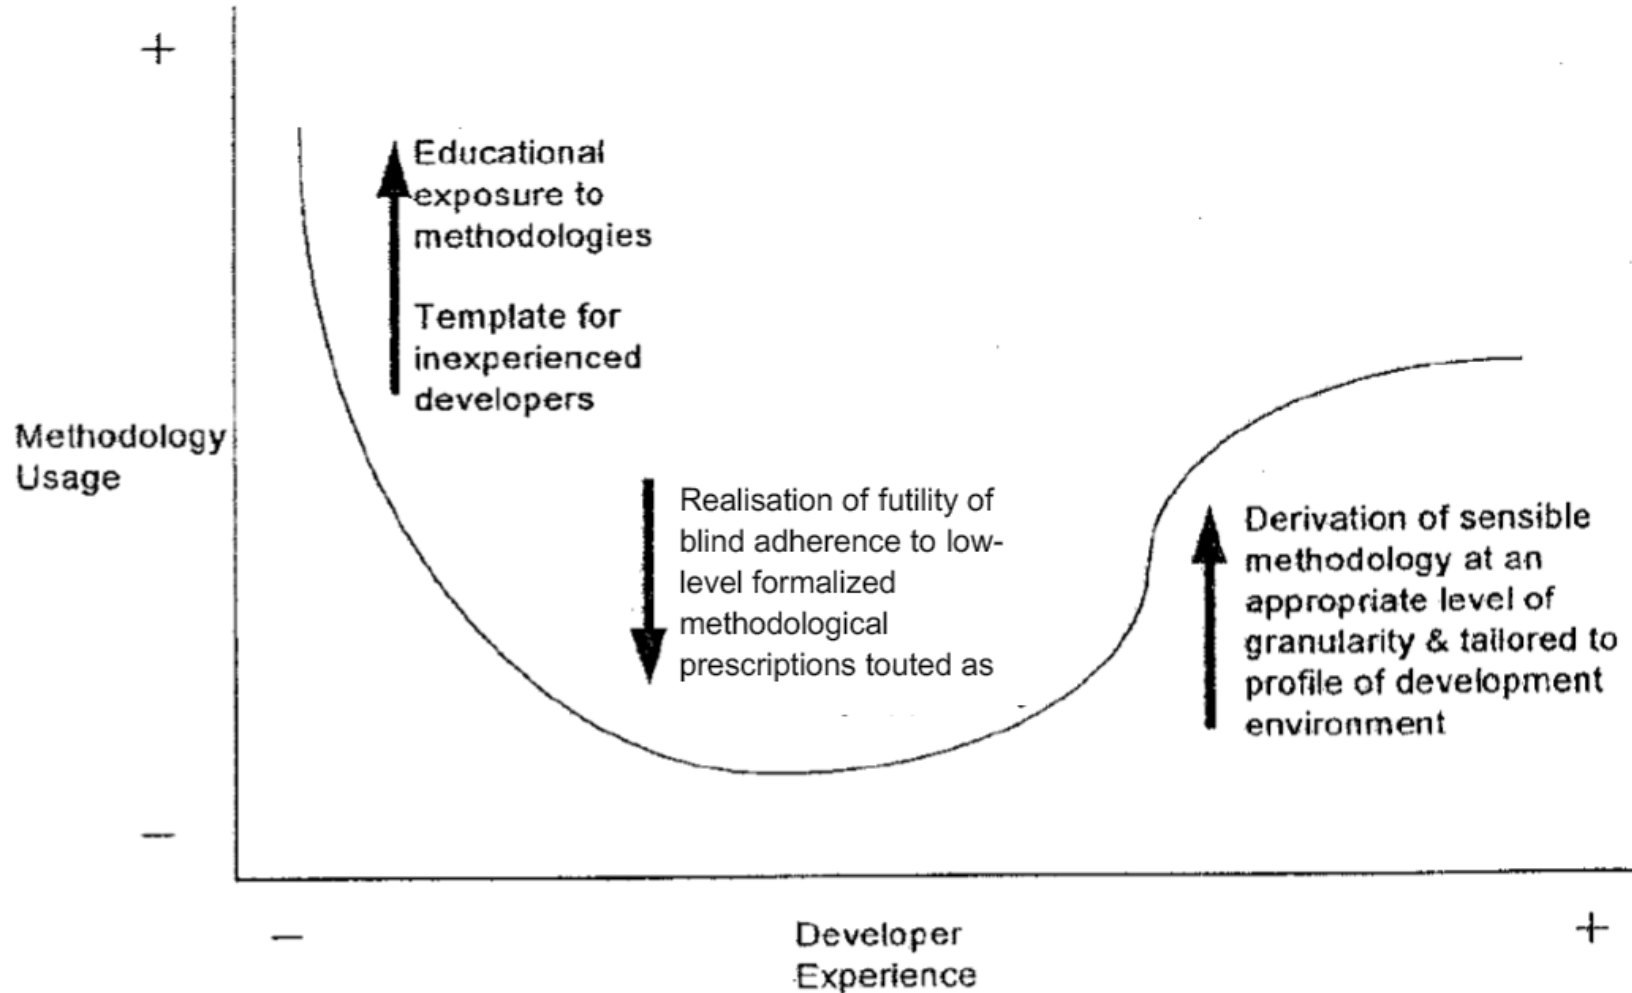 +
Educational
exposure to
methodologies
Template for
inexperienced
developers
Methodology
Usage
Realisation of futility of
blind adherence to low-
level formalized
methodological
prescriptions touted as
Derivation of sensible
methodology at an
appropriate level of
granularity & tailored to
profile of development
environment
−
−
Developer
Experience
+